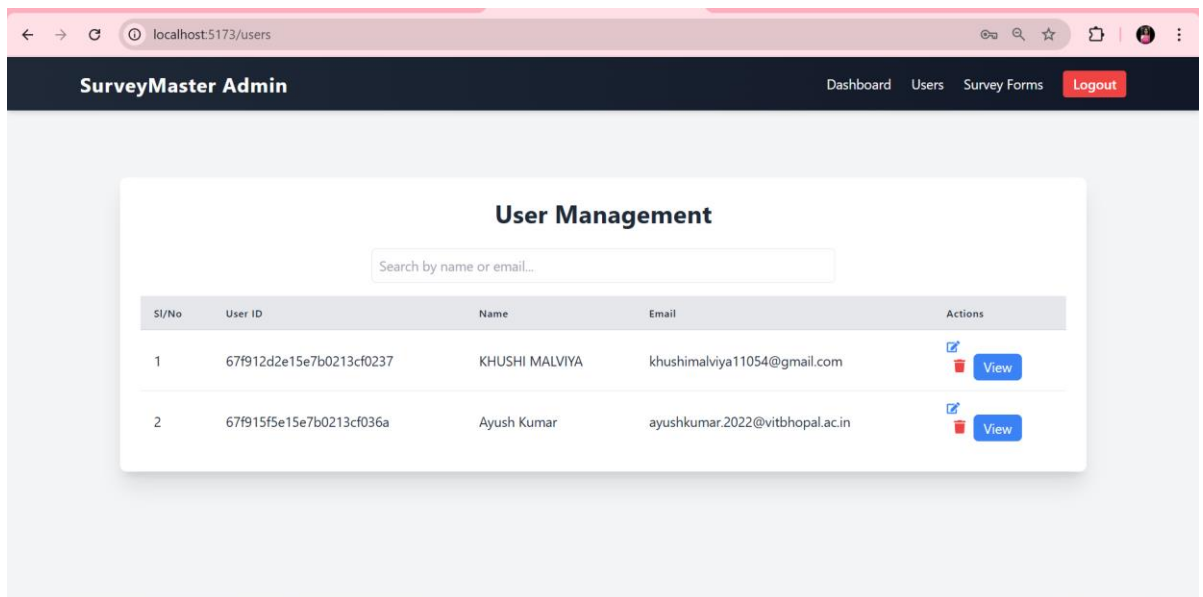 localhost:5173/users
SurveyMaster Admin Dashboard Users Survey Forms Logout
User Management
Search by name or email...
Sl/No User ID Name Email Actions
1 67f912d2e15e7b0213cf0237 KHUSHI MALVIYA khushimalviya11054@gmail.com View
2 67f915f5e15e7b0213cf036a Ayush Kumar ayushkumar.2022@vitbhopal.ac.in View